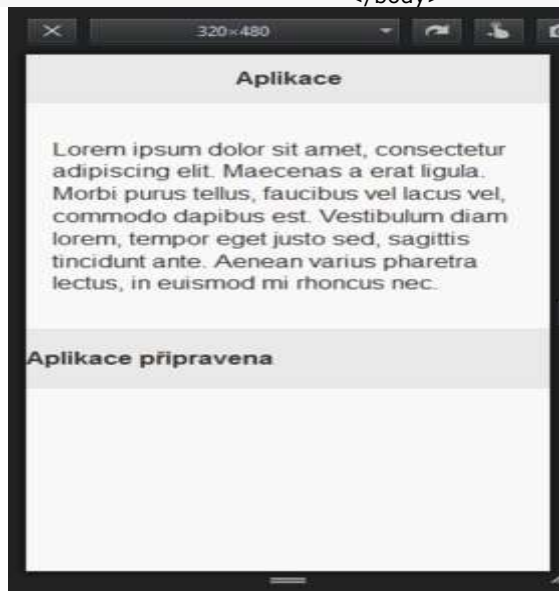 </body>
320×480
Aplikace
Lorem ipsum dolor sit amet, consectetur
adipiscing elit. Maecenas a erat ligula.
Morbi purus tellus, faucibus vel lacus vel,
commodo dapibus est. Vestibulum diam
lorem, tempor eget justo sed, sagittis
tincidunt ante. Aenean varius pharetra
lectus, in euismod mi rhoncus nec.
Aplikace připravena